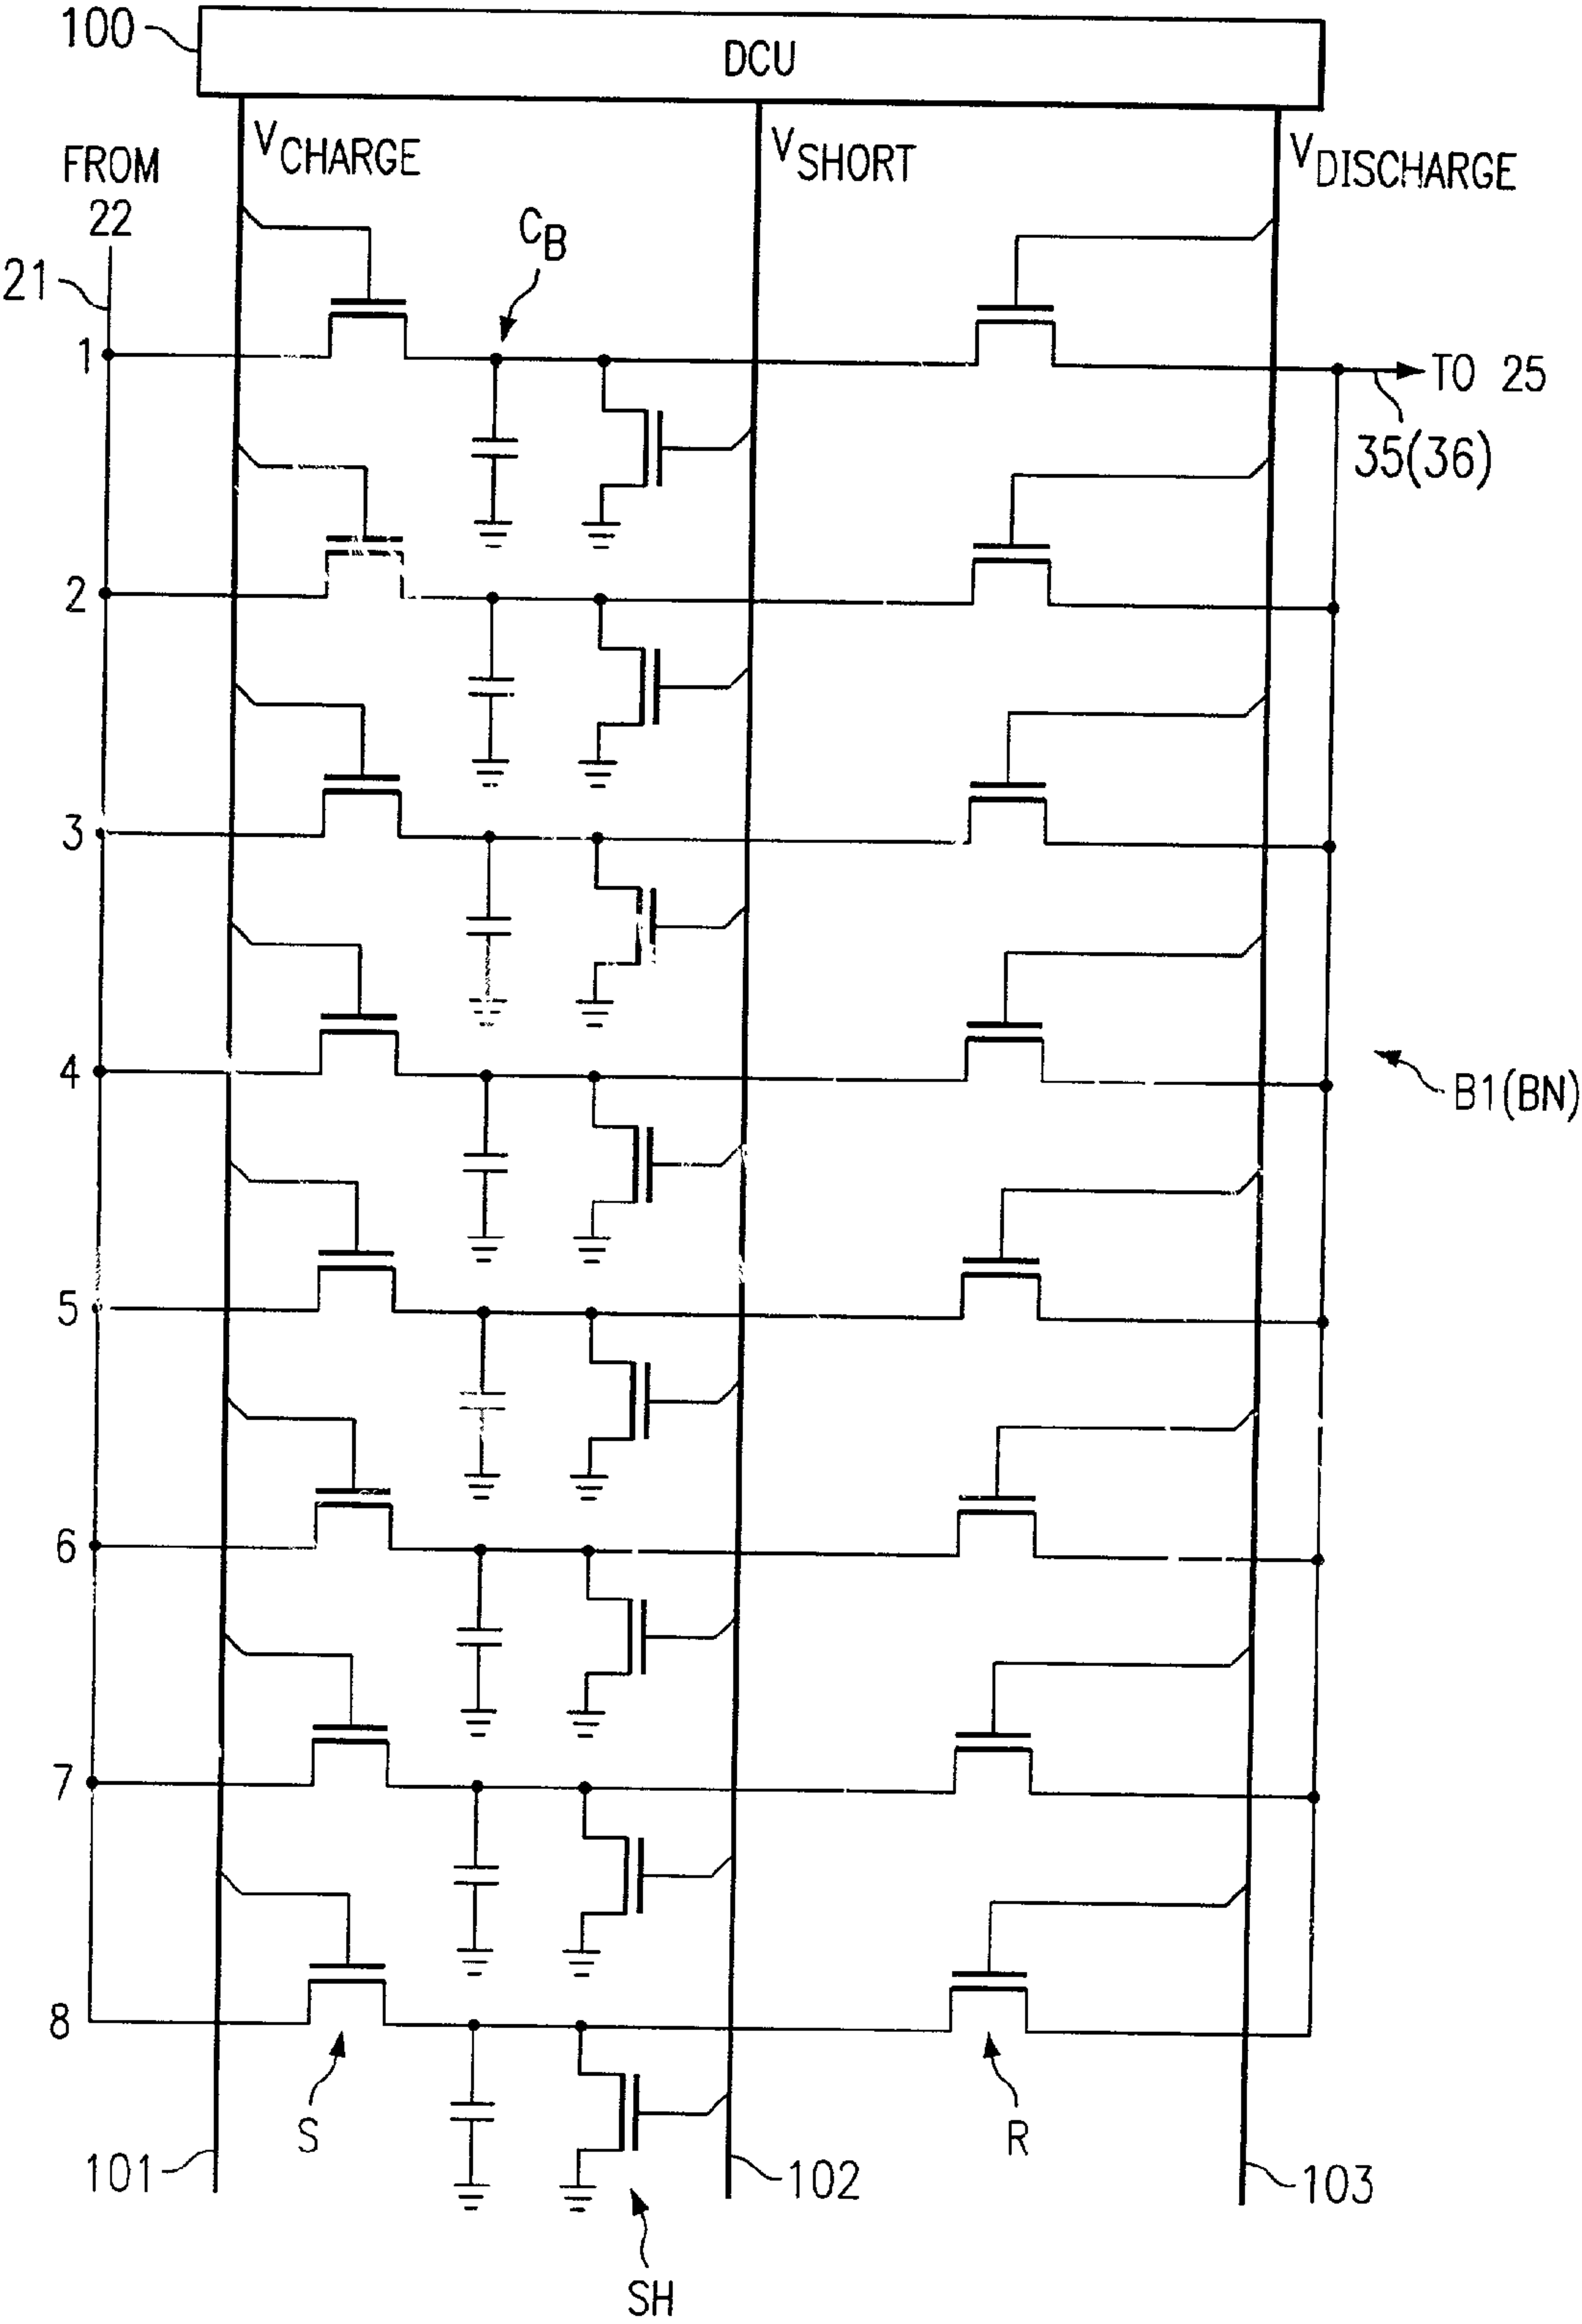 100
DCU
V CHARGE
V SHORT
V DISCHARGE
FROM
22
C B
21
1
TO 25
35(36)
2
3
4
B1(BN)
5
6
7
8
S
R
101
102
103
SH